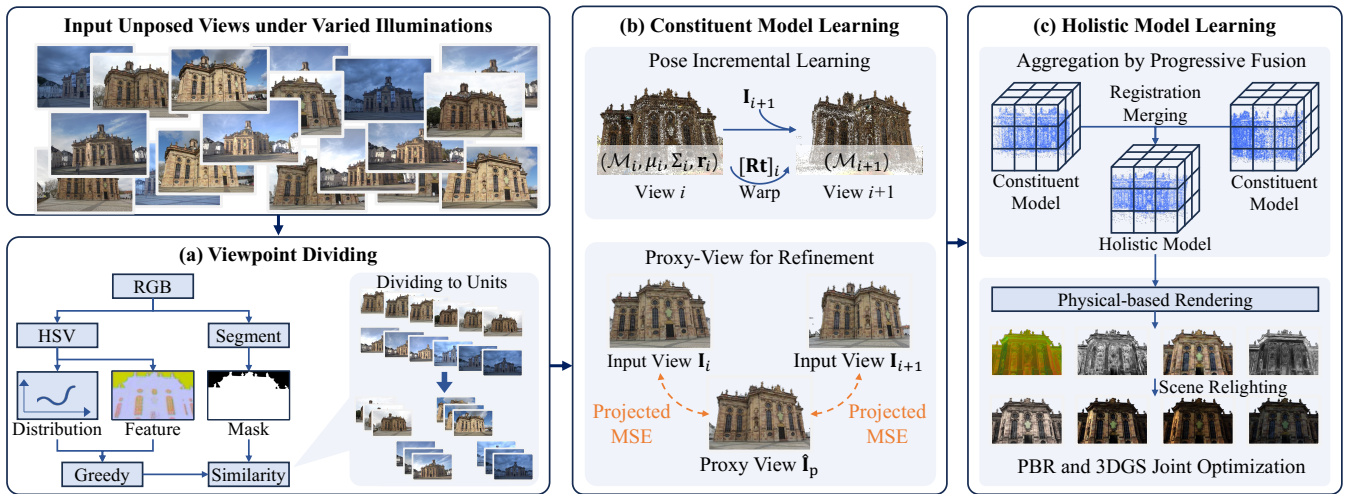 Input Unposed Views under Varied Illuminations
(a) Viewpoint Dividing
RGB
HSV
Segment
Distribution
Feature
Mask
Greedy
Similarity
Dividing to Units
(b) Constituent Model Learning
Pose Incremental Learning
I_{i+1}
(ℳ_i, μ_i, Σ_i, r_i)
[Rt]_i
(ℳ_{i+1})
View i
Warp
View i+1
Proxy-View for Refinement
Input View I_i
Input View I_{i+1}
Projected
MSE
Projected
MSE
Proxy View Î_p
(c) Holistic Model Learning
Aggregation by Progressive Fusion
Registration
Merging
Constituent
Model
Constituent
Model
Holistic Model
Physical-based Rendering
Scene Relighting
PBR and 3DGS Joint Optimization